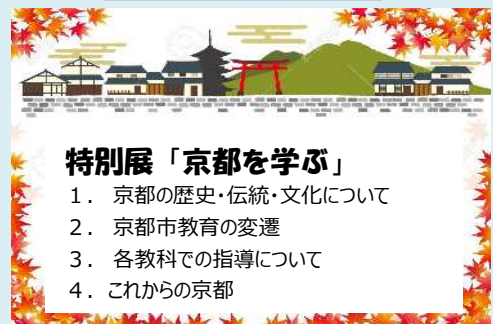 特別展「京都を学ぶ」
１． 京都の歴史・伝統・文化について
２． 京都市教育の変遷
３． 各教科での指導について
４．これからの京都